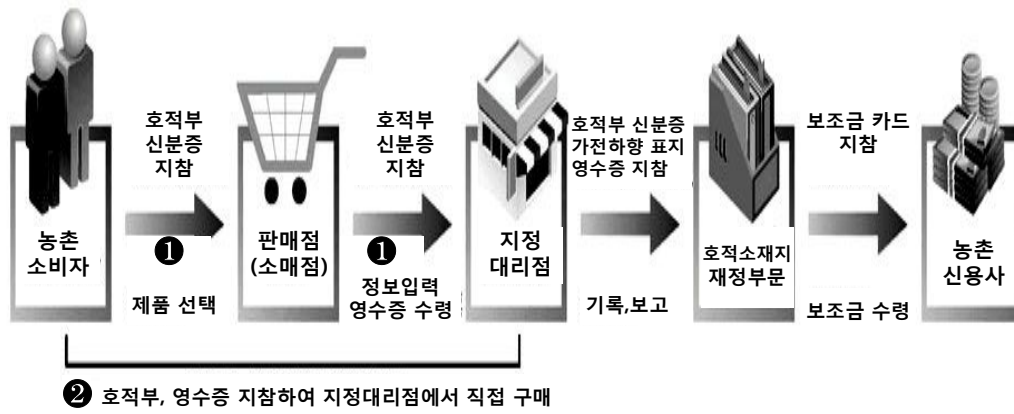 호적부
신분증
지참
호적부
신분증
지참
호적부 신분증
가전하향 표지
영수증 지참
보조금 카드
지참
농촌
소비자
❶
판매점
(소매점)
❶
지정
대리점
호적소재지
재정부문
농촌
신용사
제품 선택
정보입력
영수증 수령
기록,보고
보조금 수령
❷ 호적부, 영수증 지참하여 지정대리점에서 직접 구매